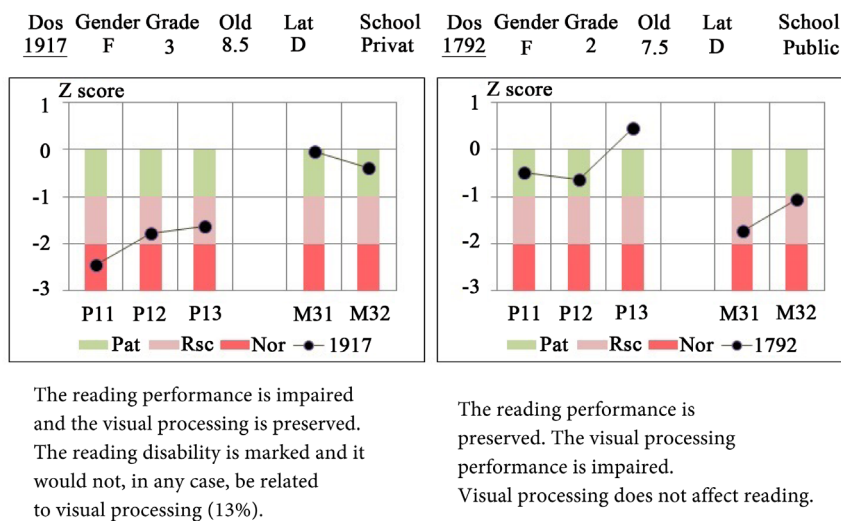 Dos Gender Grade Old Lat School
1917 F 3 8.5 D Privat
Z score
1
0
-1
-2
-3
P11 P12 P13 M31 M32
Pat Rsc Nor 1917
The reading performance is impaired
and the visual processing is preserved.
The reading disability is marked and it
would not, in any case, be related
to visual processing (13%).
Dos Gender Grade Old Lat School
1792 F 2 7.5 D Public
Z score
1
0
-1
-2
-3
P11 P12 P13 M31 M32
Pat Rsc Nor 1792
The reading performance is
preserved. The visual processing
performance is impaired.
Visual processing does not affect reading.